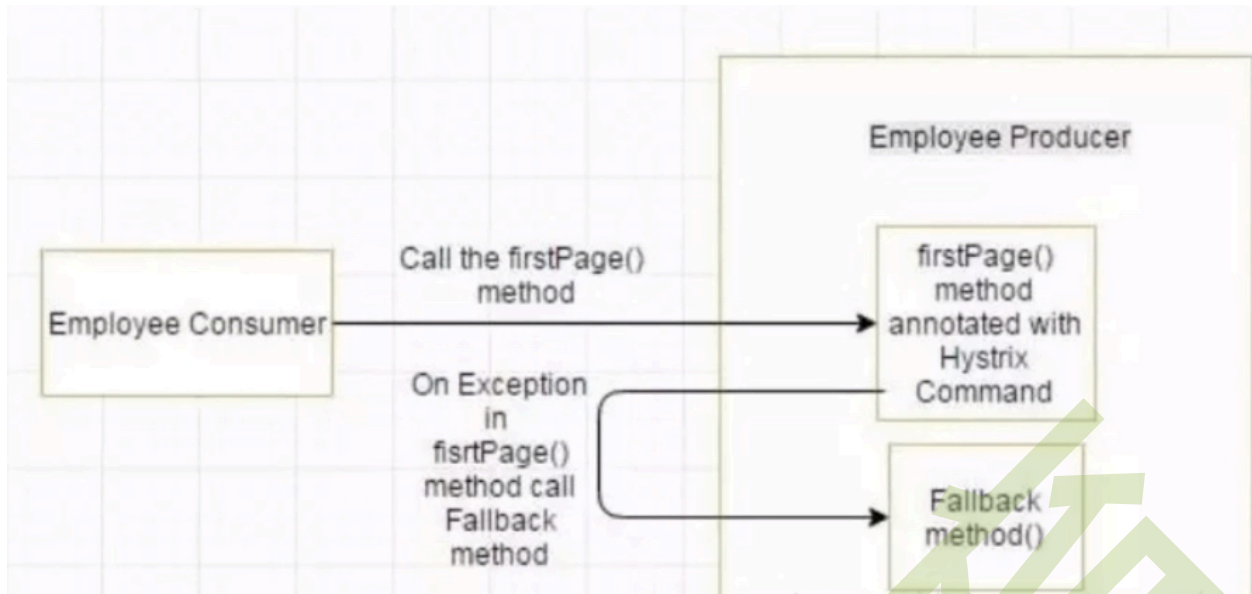 Employee Producer
Call the firstPage()
method
Employee Consumer
firstPage()
method
annotated with
Hystrix
Command
On Exception
in
fisrtPage()
method call
Fallback
method
Fallback
method()